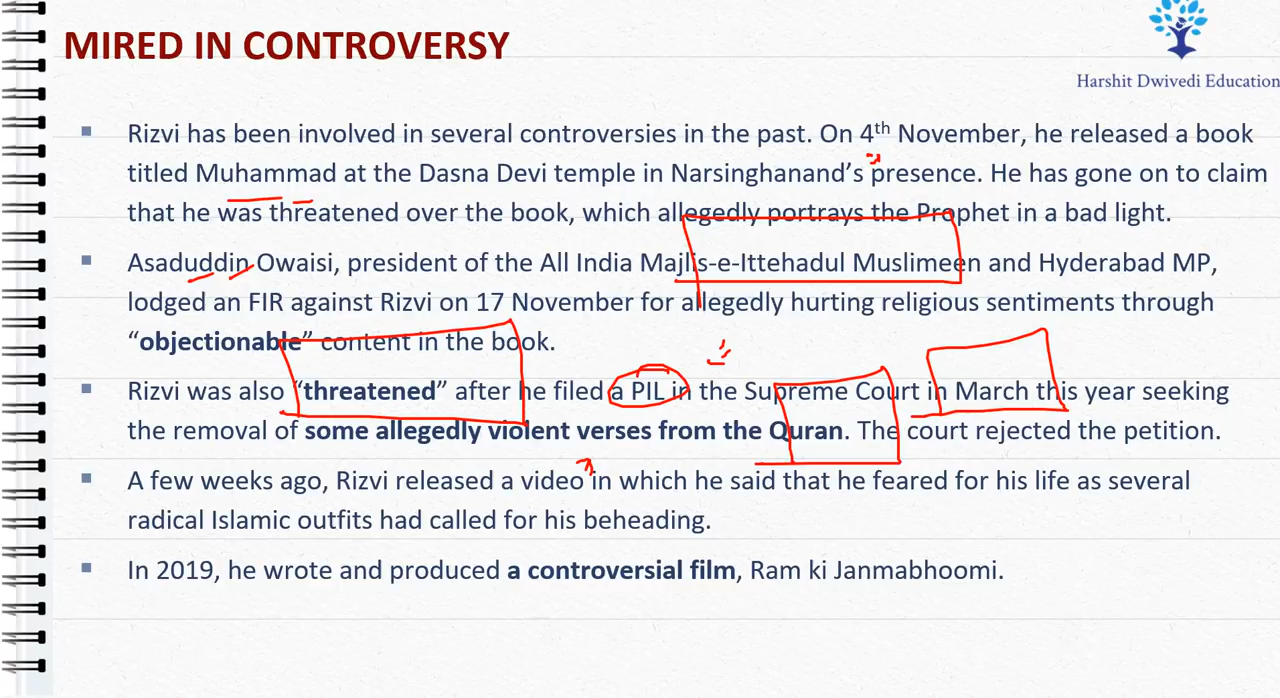 MIRED IN CONTROVERSY
Harshit Dwivedi Education
▪ Rizvi has been involved in several controversies in the past. On 4th November, he released a book
titled Muhammad at the Dasna Devi temple in Narsinghanand’s presence. He has gone on to claim
that he was threatened over the book, which allegedly portrays the Prophet in a bad light.
▪ Asaduddin Owaisi, president of the All India Majlis-e-Ittehadul Muslimeen and Hyderabad MP,
lodged an FIR against Rizvi on 17 November for allegedly hurting religious sentiments through
“objectionable” content in the book.
▪ Rizvi was also “threatened” after he filed a PIL in the Supreme Court in March this year seeking
the removal of some allegedly violent verses from the Quran. The court rejected the petition.
▪ A few weeks ago, Rizvi released a video in which he said that he feared for his life as several
radical Islamic outfits had called for his beheading.
▪ In 2019, he wrote and produced a controversial film, Ram ki Janmabhoomi.